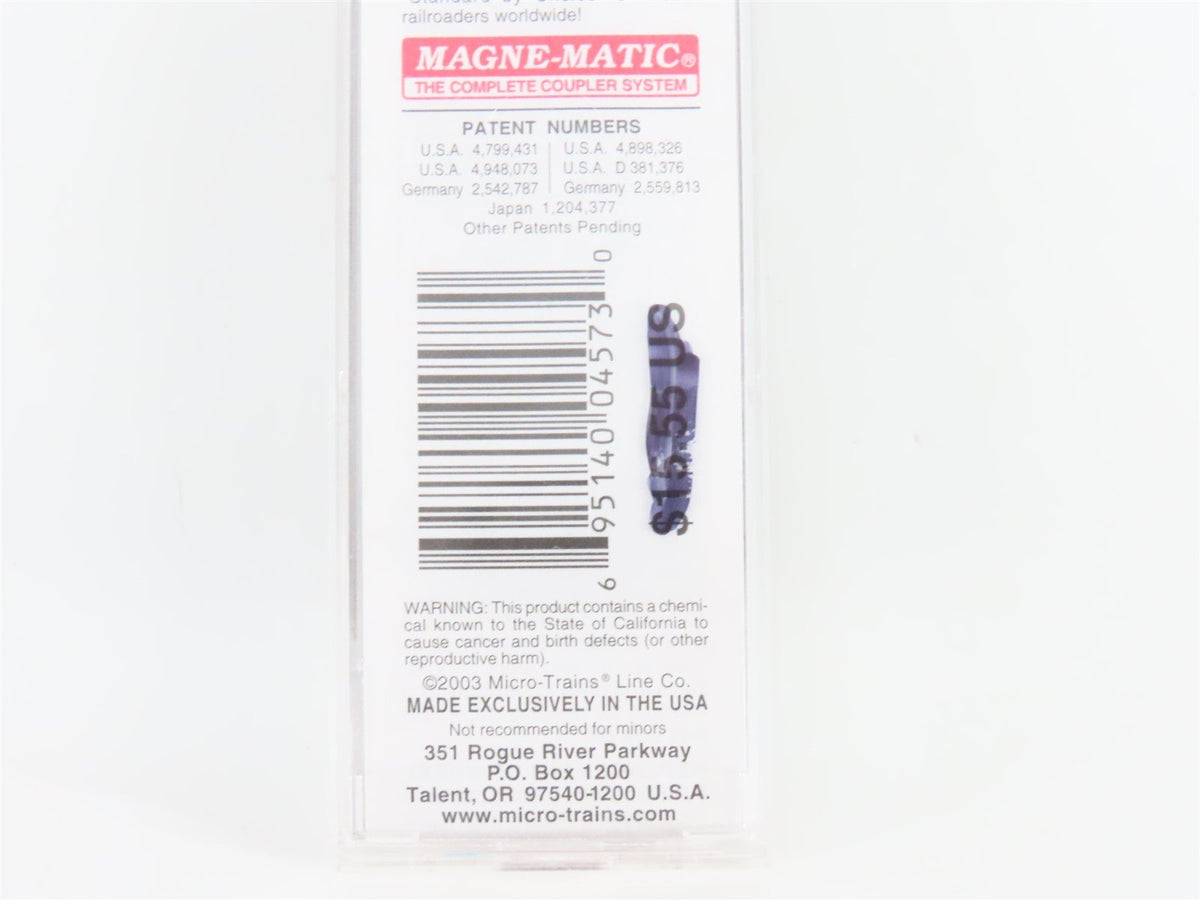 railroaders worldwide!
MAGNE-MATIC®
THE COMPLETE COUPLER SYSTEM
PATENT NUMBERS
U.S.A. 4,799,431 U.S.A. 4,898,326
U.S.A. 4,948,073 U.S.A. D 381,376
Germany 2,542,787 Germany 2,559,813
Japan 1,204,377
Other Patents Pending
6 95140 04573 0
$15.55 US
WARNING: This product contains a chemi-
cal known to the State of California to
cause cancer and birth defects (or other
reproductive harm).
©2003 Micro-Trains® Line Co.
MADE EXCLUSIVELY IN THE USA
Not recommended for minors
351 Rogue River Parkway
P.O. Box 1200
Talent, OR 97540-1200 U.S.A.
www.micro-trains.com